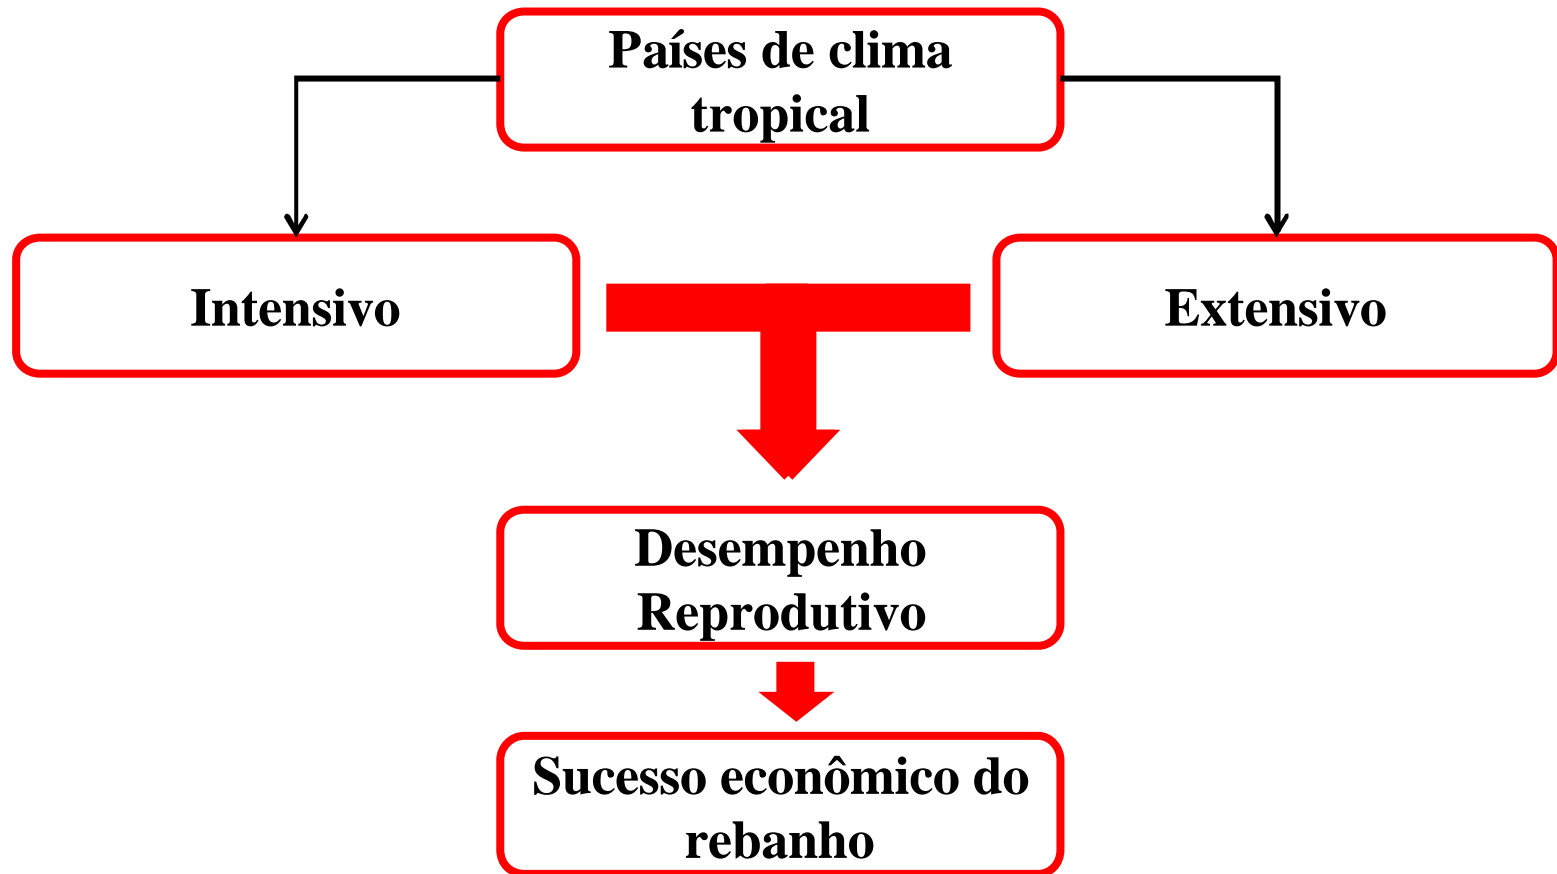 Países de clima
tropical
Intensivo
Extensivo
Desempenho
Reprodutivo
Sucesso econômico do
rebanho